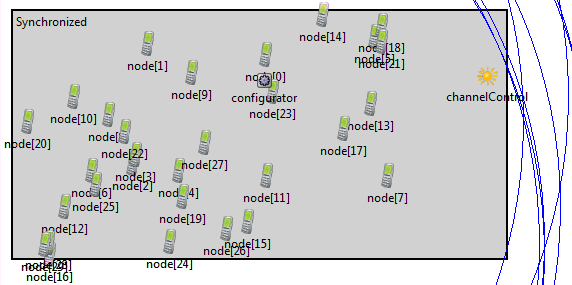 Synchronized
node[14]
node[18]
node[5]
node[21]
node[1]
node[0]
node[9]
configurator
channelControl
node[23]
node[10]
node[13]
node[20]
node[22]
node[17]
node[27]
node[3]
node[2]
node[6]
node[4]
node[11]
node[7]
node[25]
node[19]
node[12]
node[15]
node[26]
node[24]
node[16]